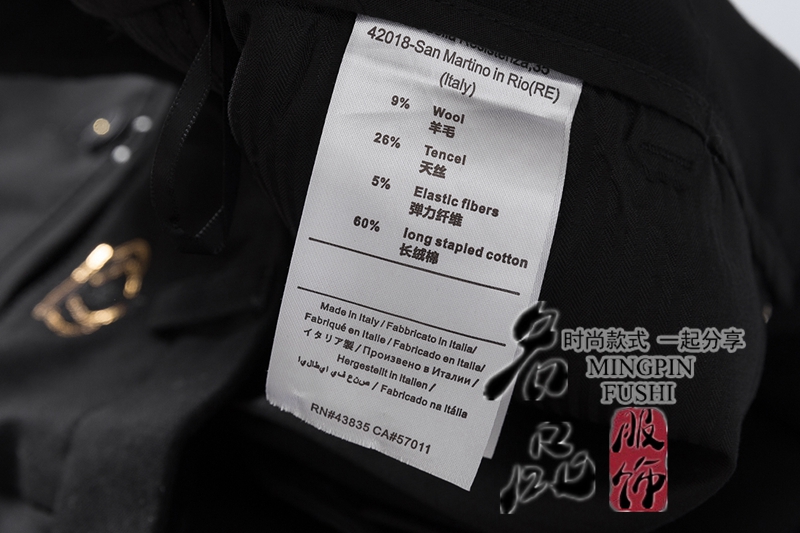 42018-San Martino in Rio(RE)
(Italy)
9% Wool
羊毛
26% Tencel
天丝
5% Elastic fibers
弹力纤维
60% long stapled cotton
长绒棉
Made in Italy / Fabbricato in Italia/
Fabriqué en Italie / Fabricado en Italia/
イタリア製 / Произвено в Италии /
Hergestellt in Italien /
/ Fabricado na Itália
RN#43835 CA#57011
时尚款式 一起分享
名品
MINGPIN
FUSHI
服饰